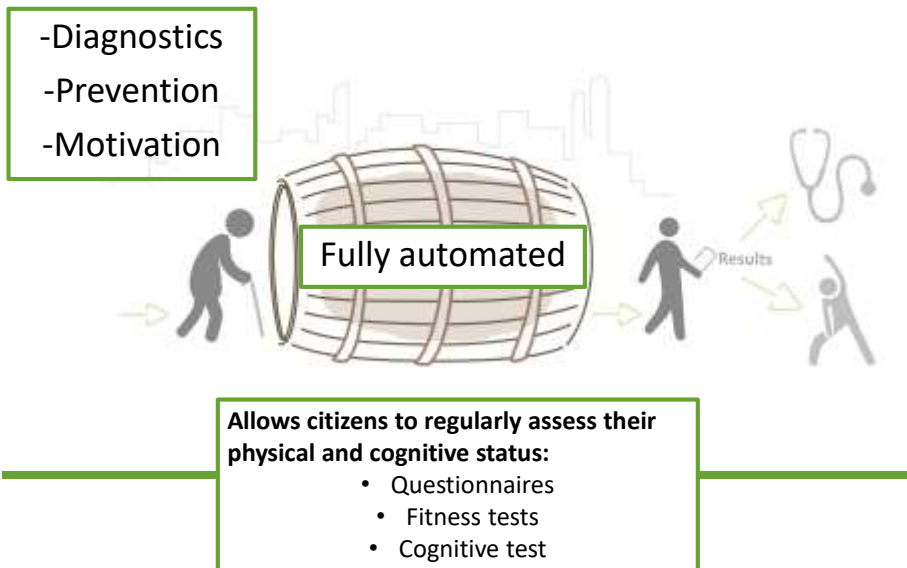 -Diagnostics
-Prevention
-Motivation
Fully automated
Results
Allows citizens to regularly assess their
physical and cognitive status:
• Questionnaires
• Fitness tests
• Cognitive test